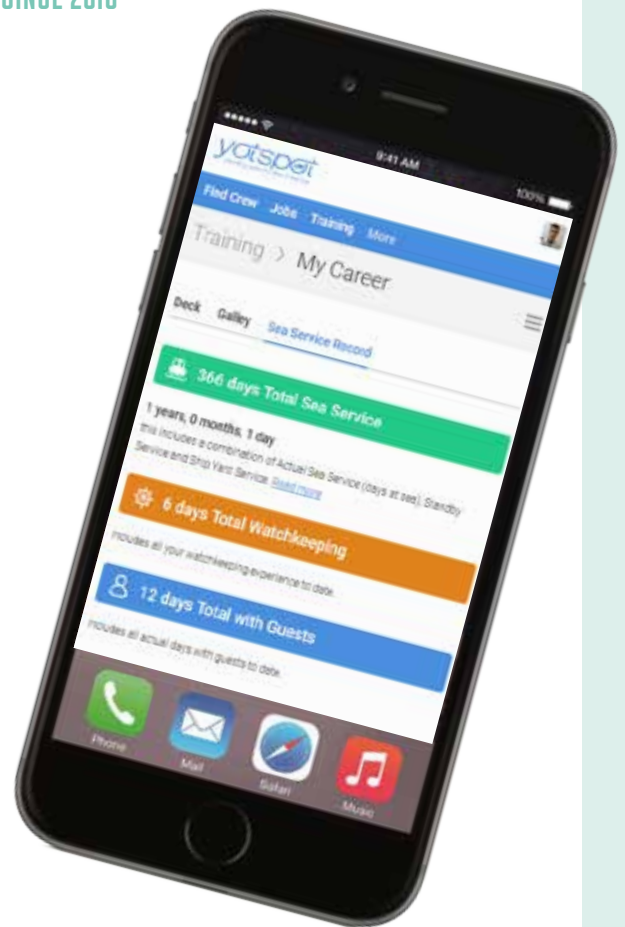 SINCE 2015
9:41 AM
100%
yotspot
Find Crew Jobs Training More
Training > My Career
Deck Galley Sea Service Record
366 days Total Sea Service
1 years, 0 months, 1 day
this includes a combination of Actual Sea Service (days at sea), Standby
Service and Ship Yard Service. Read more
6 days Total Watchkeeping
Includes all your watchkeeping experience to date.
12 days Total with Guests
Includes all actual days with guests to date.
Phone Mail Safari Music